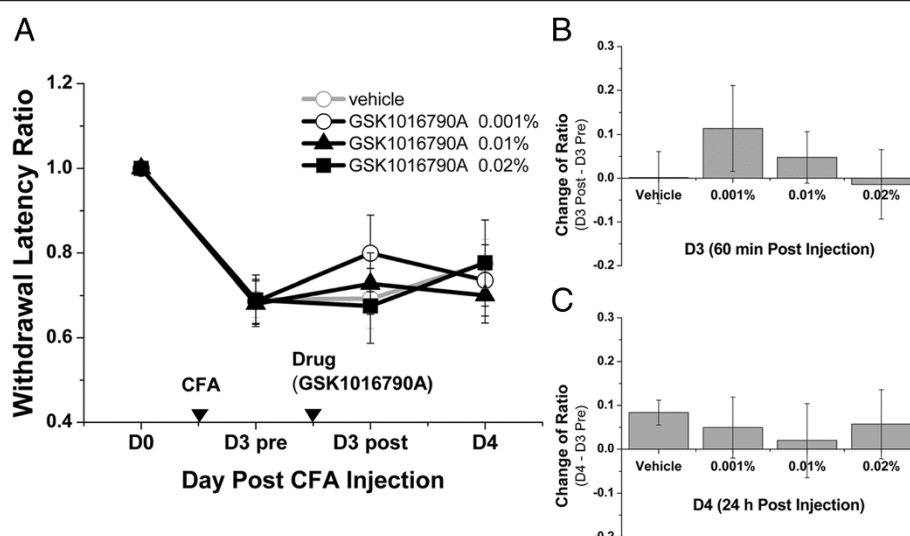 A
Withdrawal Latency Ratio
1.2
1.0
0.8
0.6
0.4
vehicle
GSK1016790A 0.001%
GSK1016790A 0.01%
GSK1016790A 0.02%
CFA
Drug
(GSK1016790A)
D0
D3 pre
D3 post
D4
Day Post CFA Injection
B
Change of Ratio
(D3 Post - D3 Pre)
0.3
0.2
0.1
0.0
-0.1
-0.2
Vehicle
0.001%
0.01%
0.02%
D3 (60 min Post Injection)
C
Change of Ratio
(D4 - D3 Pre)
0.3
0.2
0.1
0.0
-0.1
-0.2
Vehicle
0.001%
0.01%
0.02%
D4 (24 h Post Injection)